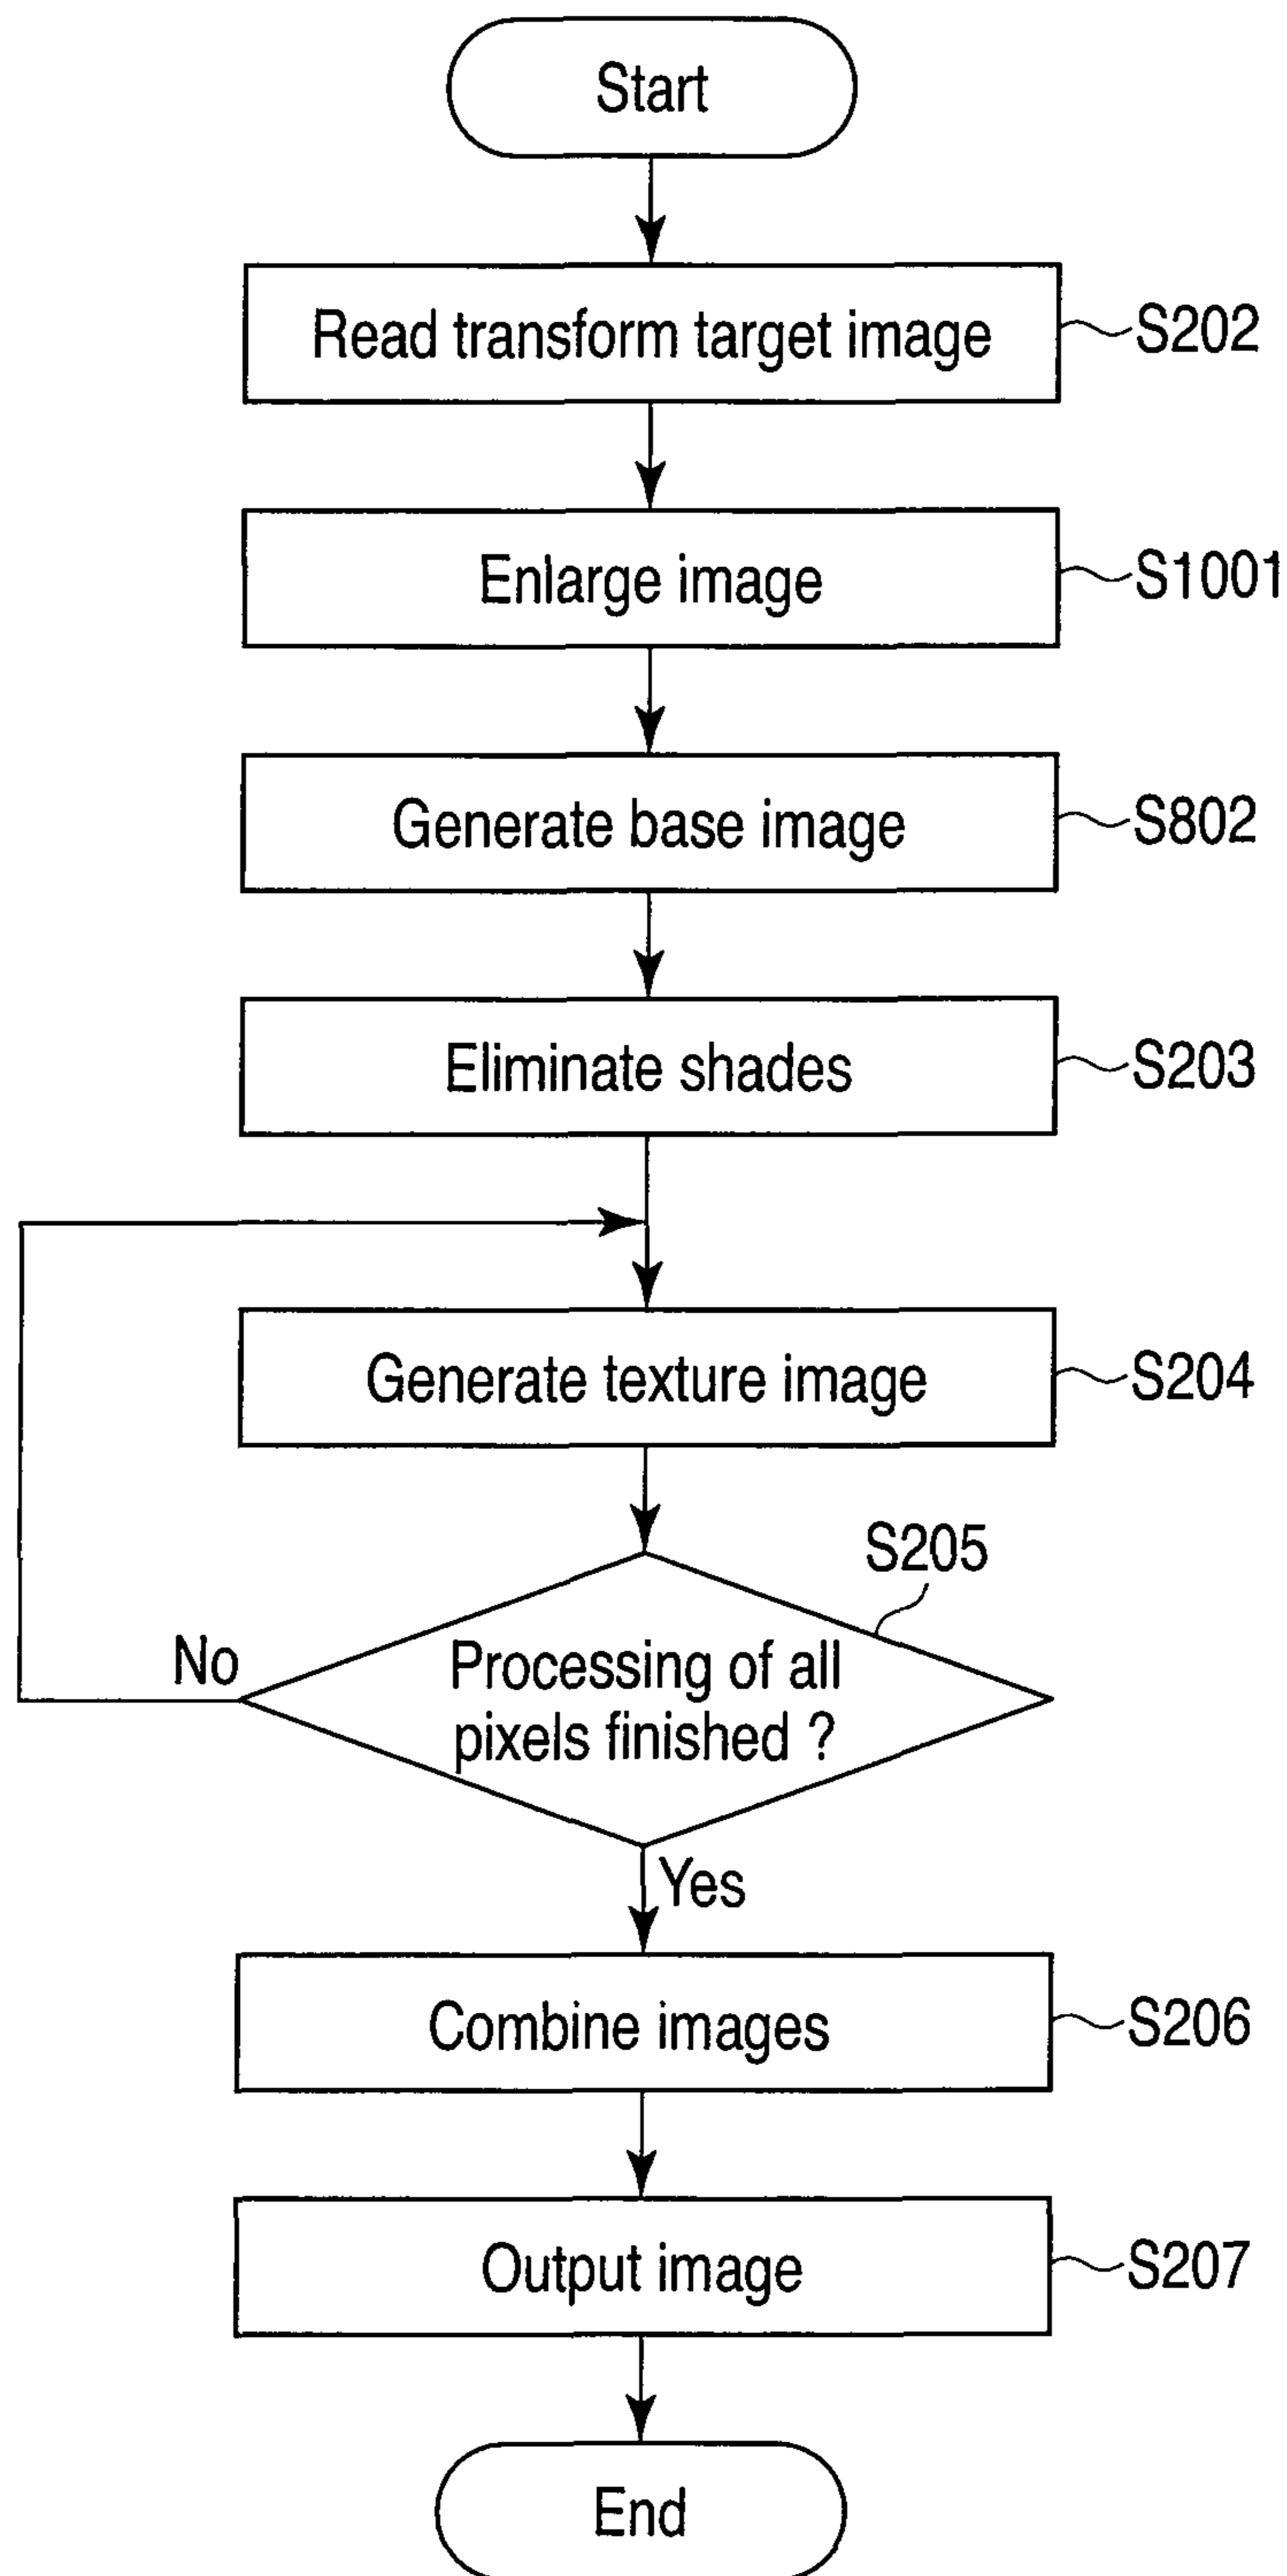 Start
Read transform target image
S202
Enlarge image
S1001
Generate base image
S802
Eliminate shades
S203
Generate texture image
S204
S205
Processing of all
pixels finished ?
No
Yes
Combine images
S206
Output image
S207
End